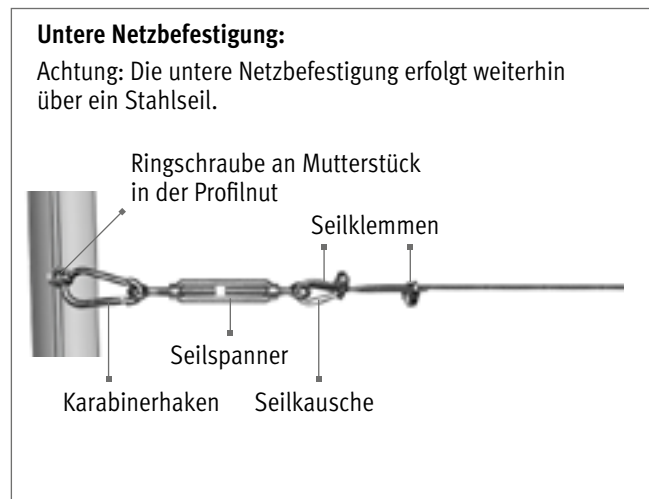 Untere Netzbefestigung:
Achtung: Die untere Netzbefestigung erfolgt weiterhin
über ein Stahlseil.
Ringschraube an Mutterstück
in der Profilnut
Seilklemmen
Seilspanner
Karabinerhaken
Seilkausche